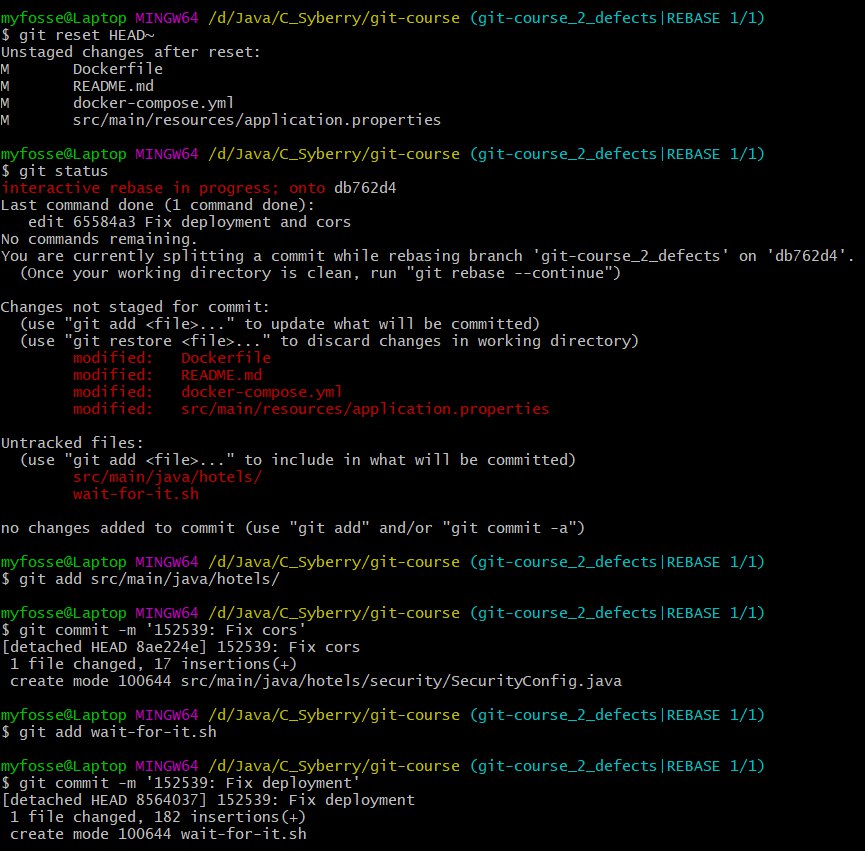 myfosse@Laptop MINGW64 /d/Java/C_Syberry/git-course (git-course_2_defects|REBASE 1/1)
$ git reset HEAD~
Unstaged changes after reset:
M       Dockerfile
M       README.md
M       docker-compose.yml
M       src/main/resources/application.properties

myfosse@Laptop MINGW64 /d/Java/C_Syberry/git-course (git-course_2_defects|REBASE 1/1)
$ git status
interactive rebase in progress; onto db762d4
Last command done (1 command done):
   edit 65584a3 Fix deployment and cors
No commands remaining.
You are currently splitting a commit while rebasing branch 'git-course_2_defects' on 'db762d4'.
  (Once your working directory is clean, run "git rebase --continue")

Changes not staged for commit:
  (use "git add <file>..." to update what will be committed)
  (use "git restore <file>..." to discard changes in working directory)
        modified:   Dockerfile
        modified:   README.md
        modified:   docker-compose.yml
        modified:   src/main/resources/application.properties

Untracked files:
  (use "git add <file>..." to include in what will be committed)
        src/main/java/hotels/
        wait-for-it.sh

no changes added to commit (use "git add" and/or "git commit -a")

myfosse@Laptop MINGW64 /d/Java/C_Syberry/git-course (git-course_2_defects|REBASE 1/1)
$ git add src/main/java/hotels/

myfosse@Laptop MINGW64 /d/Java/C_Syberry/git-course (git-course_2_defects|REBASE 1/1)
$ git commit -m '152539: Fix cors'
[detached HEAD 8ae224e] 152539: Fix cors
 1 file changed, 17 insertions(+)
 create mode 100644 src/main/java/hotels/security/SecurityConfig.java

myfosse@Laptop MINGW64 /d/Java/C_Syberry/git-course (git-course_2_defects|REBASE 1/1)
$ git add wait-for-it.sh

myfosse@Laptop MINGW64 /d/Java/C_Syberry/git-course (git-course_2_defects|REBASE 1/1)
$ git commit -m '152539: Fix deployment'
[detached HEAD 8564037] 152539: Fix deployment
 1 file changed, 182 insertions(+)
 create mode 100644 wait-for-it.sh